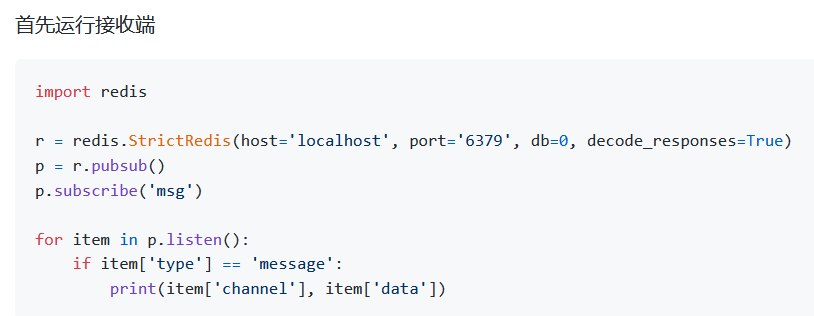 首先运行接收端
import redis
r = redis.StrictRedis(host='localhost', port='6379', db=0, decode_responses=True)
p = r.pubsub()
p.subscribe('msg')
for item in p.listen():
    if item['type'] == 'message':
        print(item['channel'], item['data'])